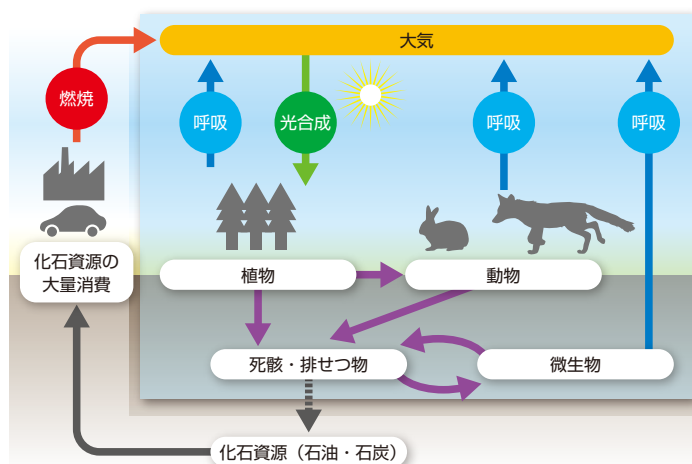 大気
燃焼
呼吸
光合成
呼吸
呼吸
植物
動物
化石資源の
大量消費
死骸・排せつ物
微生物
化石資源（石油・石炭）